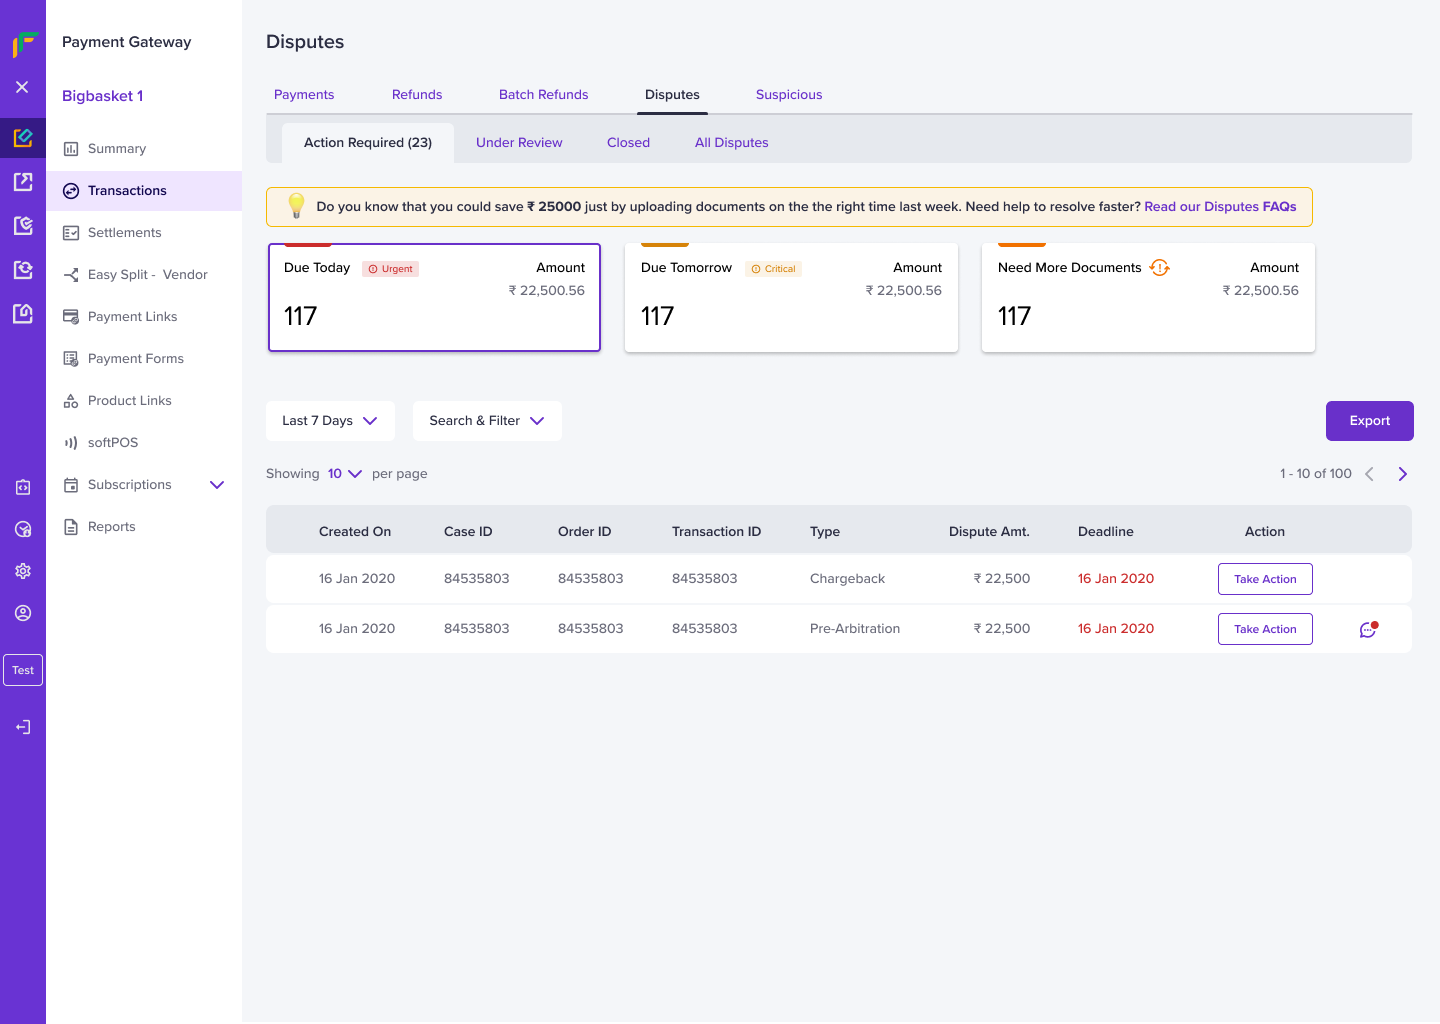 Payment Gateway
Bigbasket 1
Summary
Transactions
Settlements
Easy Split - Vendor
Payment Links
Payment Forms
Product Links
softPOS
Subscriptions
Reports
Test
Disputes
Payments Refunds Batch Refunds Disputes Suspicious
Action Required (23) Under Review Closed All Disputes
Do you know that you could save ₹ 25000 just by uploading documents on the the right time last week. Need help to resolve faster? Read our Disputes FAQs
Due Today Urgent Amount
₹ 22,500.56
117
Due Tomorrow Critical Amount
₹ 22,500.56
117
Need More Documents Amount
₹ 22,500.56
117
Last 7 Days Search & Filter Export
Showing 10 per page 1 - 10 of 100
Created On Case ID Order ID Transaction ID Type Dispute Amt. Deadline Action
16 Jan 2020 84535803 84535803 84535803 Chargeback ₹ 22,500 16 Jan 2020 Take Action
16 Jan 2020 84535803 84535803 84535803 Pre-Arbitration ₹ 22,500 16 Jan 2020 Take Action